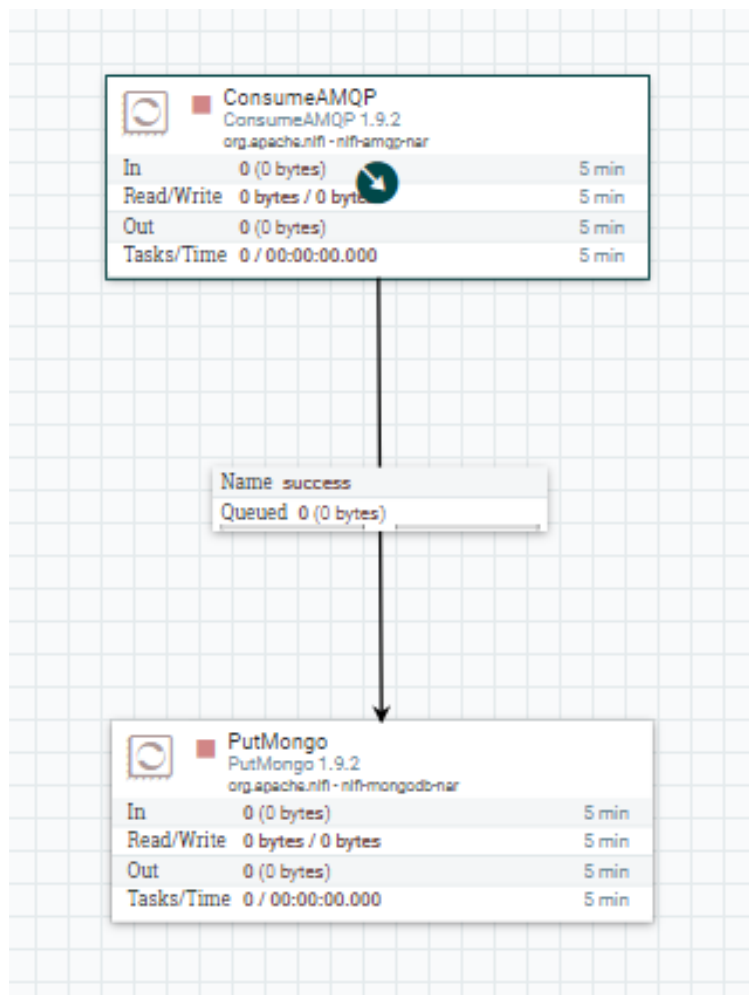 ConsumeAMQP
ConsumeAMQP 1.9.2
org.apache.nifi - nifi-amqp-nar
In 0 (0 bytes) 5 min
Read/Write 0 bytes / 0 byte 5 min
Out 0 (0 bytes) 5 min
Tasks/Time 0 / 00:00:00.000 5 min
Name success
Queued 0 (0 bytes)
PutMongo
PutMongo 1.9.2
org.apache.nifi - nifi-mongodb-nar
In 0 (0 bytes) 5 min
Read/Write 0 bytes / 0 bytes 5 min
Out 0 (0 bytes) 5 min
Tasks/Time 0 / 00:00:00.000 5 min